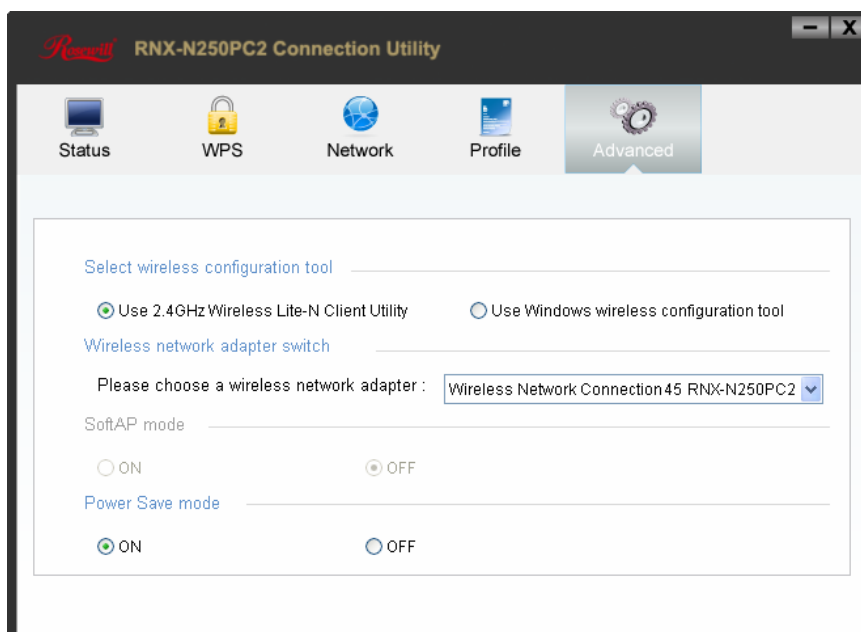 Rosewill RNX-N250PC2 Connection Utility
Status WPS Network Profile Advanced
Select wireless configuration tool
Use 2.4GHz Wireless Lite-N Client Utility Use Windows wireless configuration tool
Wireless network adapter switch
Please choose a wireless network adapter : Wireless Network Connection45 RNX-N250PC2
SoftAP mode
ON OFF
Power Save mode
ON OFF